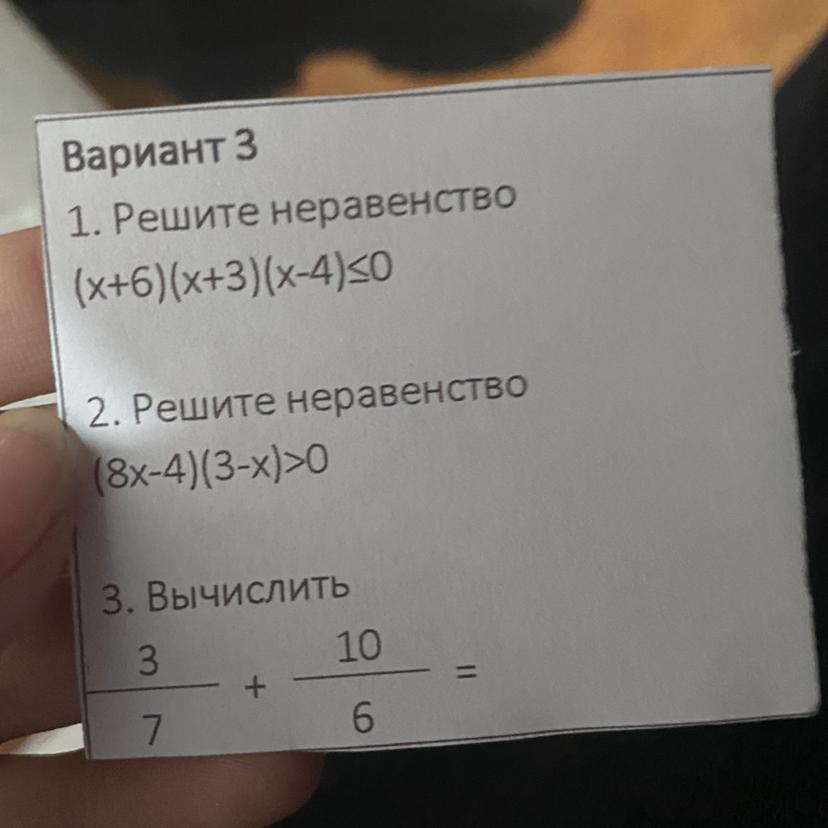 Вариант 3
1. Решите неравенство
(x+6)(x+3)(x-4)≤0
2. Решите неравенство
(8x-4)(3-x)>0
3. Вычислить
3/7 + 10/6 =